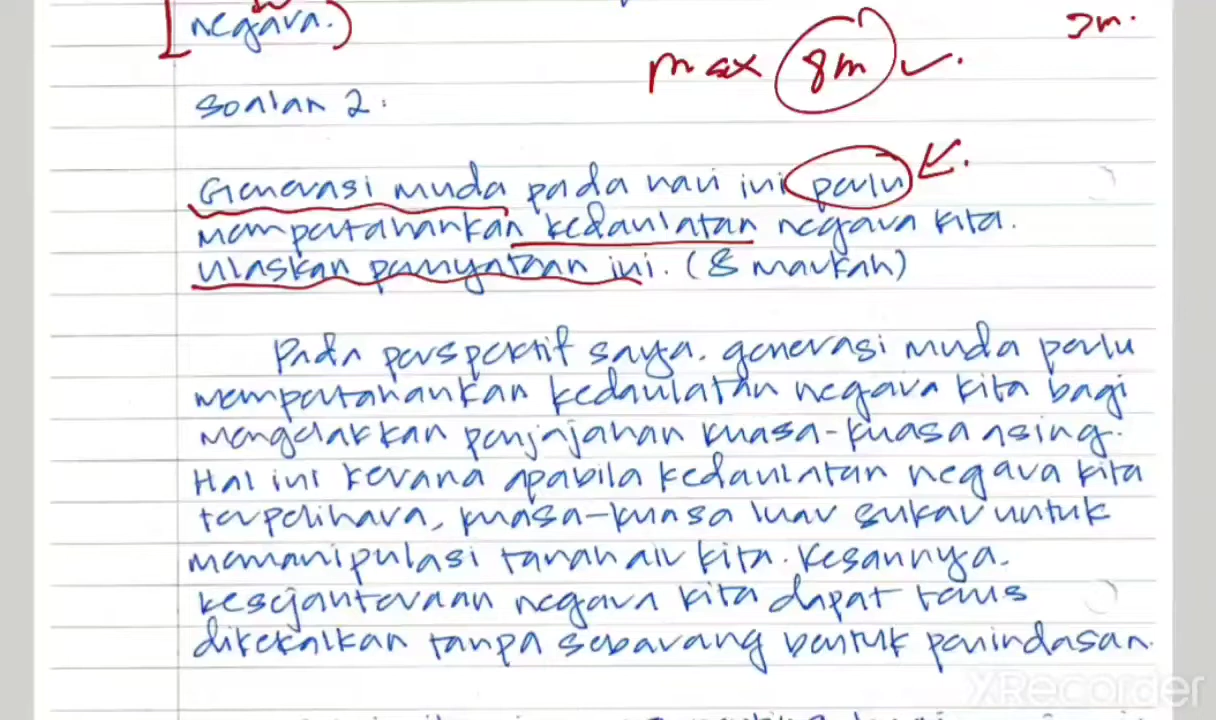 negara.)
3m.
max 8m
soalan 2:
Generasi muda pada hari ini perlu
mempertahankan kedaulatan negara kita.
ulaskan penyataan ini. (8 markah)
Pada perspektif saya, generasi muda perlu
mempertahankan kedaulatan negara kita bagi
mengelakkan penjajahan kuasa-kuasa asing.
Hal ini kerana apabila kedaulatan negara kita
terpelihara, kuasa-kuasa luar sukar untuk
memanipulasi tanah air kita. Kesannya,
kesejahteraan negara kita dapat terus
dikekalkan tanpa sebarang bentuk penindasan.
XRecorder